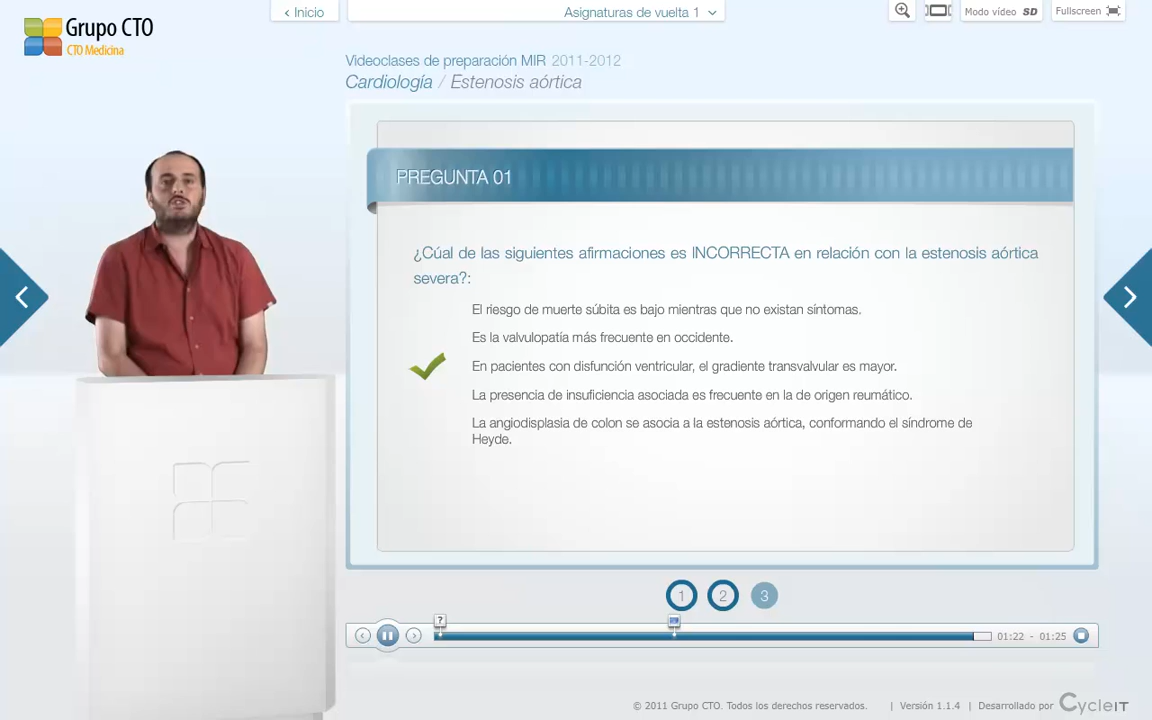 Grupo CTO
CTO Medicina
‹ Inicio
Asignaturas de vuelta 1
Modo vídeo SD
Fullscreen
Videoclases de preparación MIR 2011-2012
Cardiología / Estenosis aórtica
PREGUNTA 01
¿Cúal de las siguientes afirmaciones es INCORRECTA en relación con la estenosis aórtica
severa?:
El riesgo de muerte súbita es bajo mientras que no existan síntomas.
Es la valvulopatía más frecuente en occidente.
En pacientes con disfunción ventricular, el gradiente transvalvular es mayor.
La presencia de insuficiencia asociada es frecuente en la de origen reumático.
La angiodisplasia de colon se asocia a la estenosis aórtica, conformando el síndrome de
Heyde.
1 2 3
?
01:22 - 01:25
© 2011 Grupo CTO. Todos los derechos reservados. | Versión 1.1.4 | Desarrollado por CycleIT